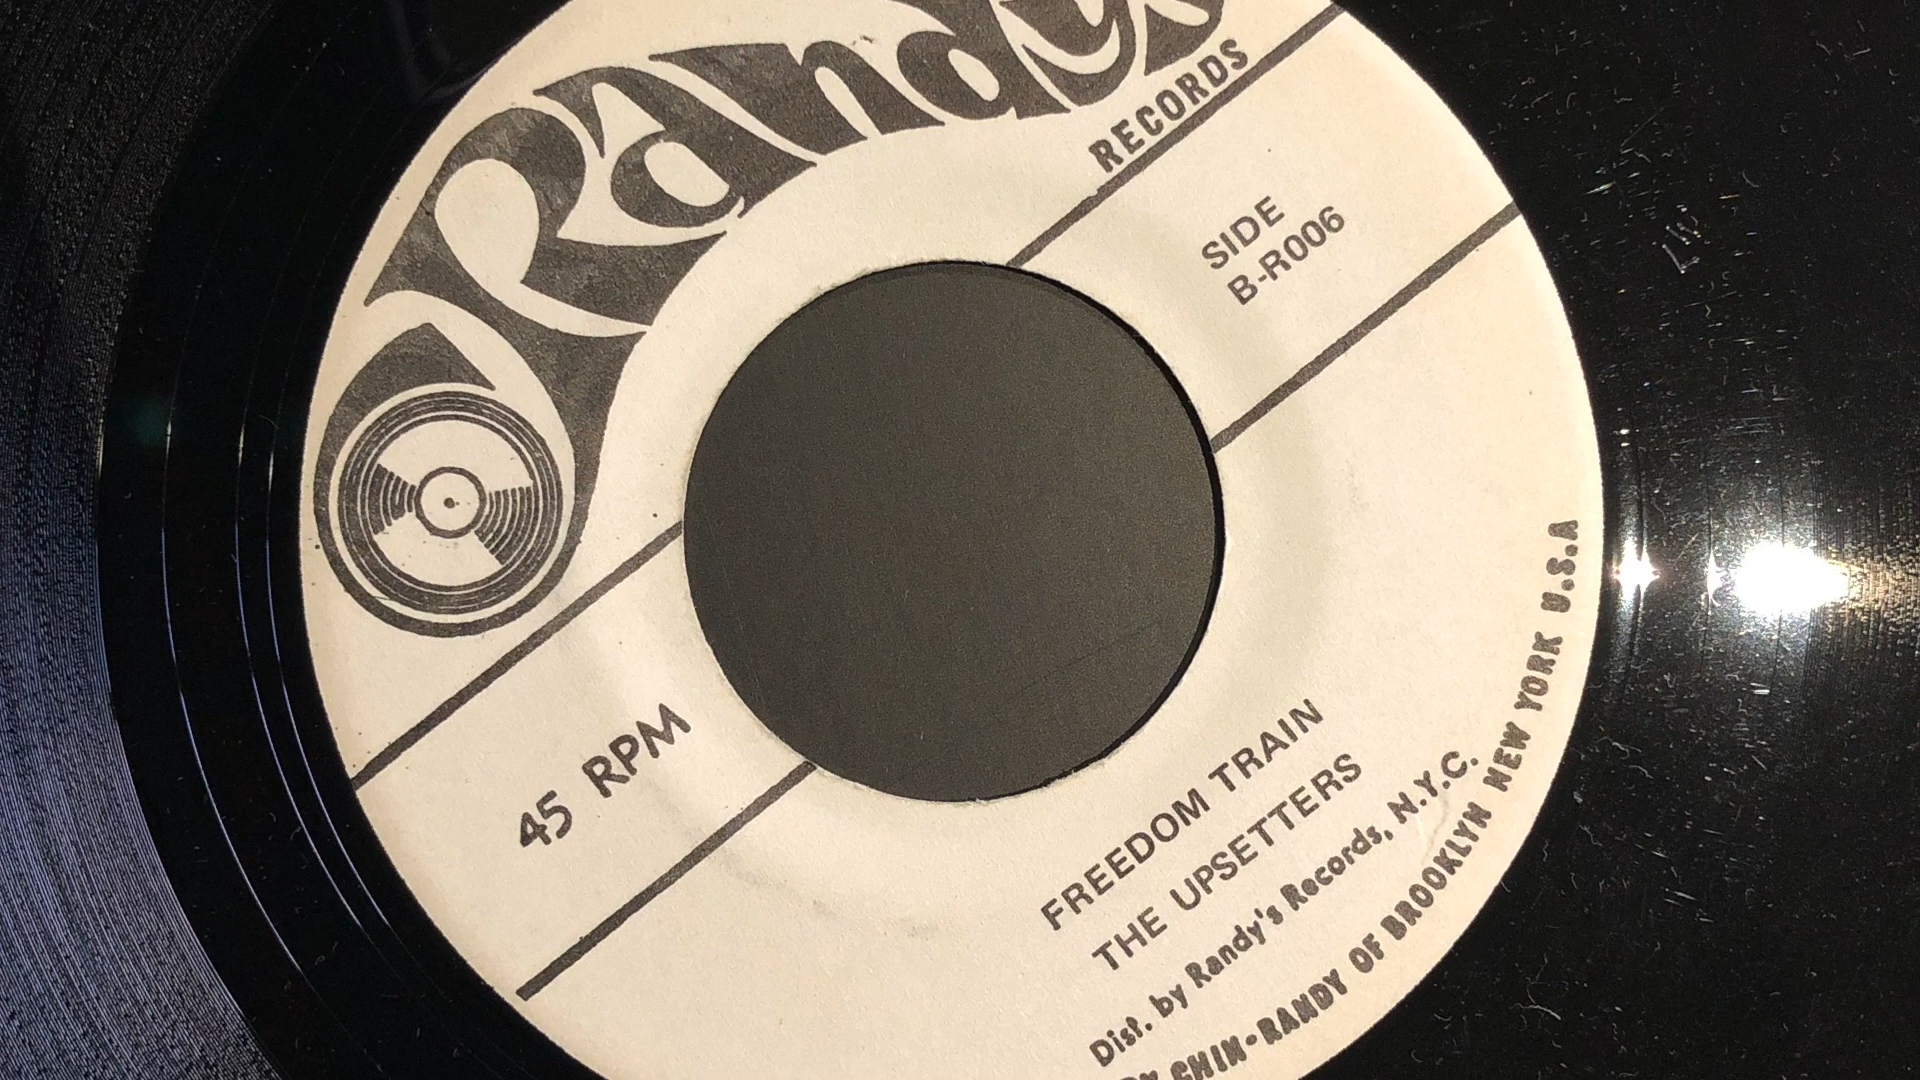 Randy's
RECORDS
SIDE
B-R006
45 RPM
FREEDOM TRAIN
THE UPSETTERS
Dist. by Randy's Records, N.Y.C.
CHIN-RANDY OF BROOKLYN NEW YORK U.S.A